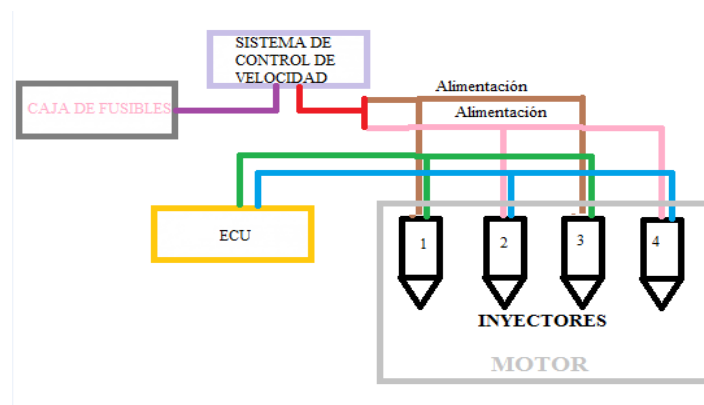 SISTEMA DE
CONTROL DE
VELOCIDAD
CAJA DE FUSIBLES
Alimentación
Alimentación
ECU
1
2
3
4
INYECTORES
MOTOR